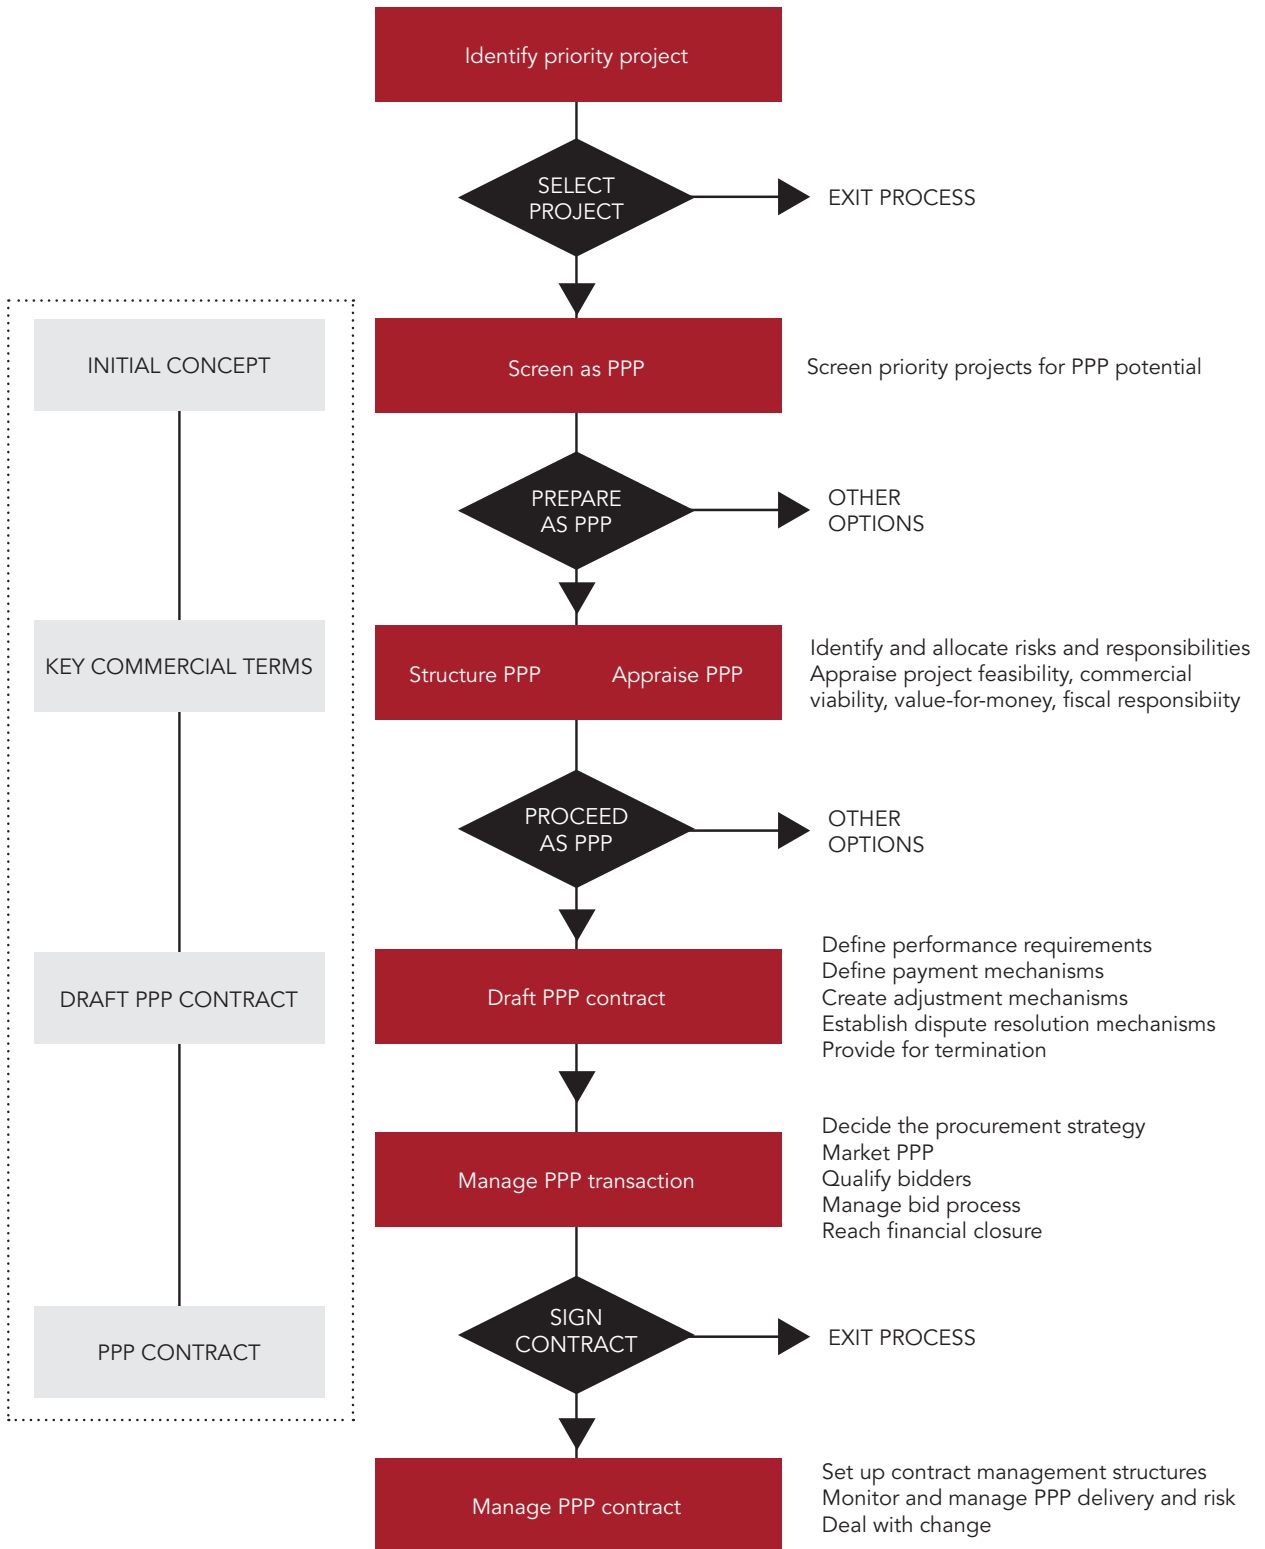 Identify priority project
SELECT
PROJECT
EXIT PROCESS
INITIAL CONCEPT
Screen as PPP
Screen priority projects for PPP potential
PREPARE
AS PPP
OTHER
OPTIONS
KEY COMMERCIAL TERMS
Structure PPP
Appraise PPP
Identify and allocate risks and responsibilities
Appraise project feasibility, commercial
viability, value-for-money, fiscal responsibiity
PROCEED
AS PPP
OTHER
OPTIONS
DRAFT PPP CONTRACT
Draft PPP contract
Define performance requirements
Define payment mechanisms
Create adjustment mechanisms
Establish dispute resolution mechanisms
Provide for termination
Manage PPP transaction
Decide the procurement strategy
Market PPP
Qualify bidders
Manage bid process
Reach financial closure
PPP CONTRACT
SIGN
CONTRACT
EXIT PROCESS
Manage PPP contract
Set up contract management structures
Monitor and manage PPP delivery and risk
Deal with change